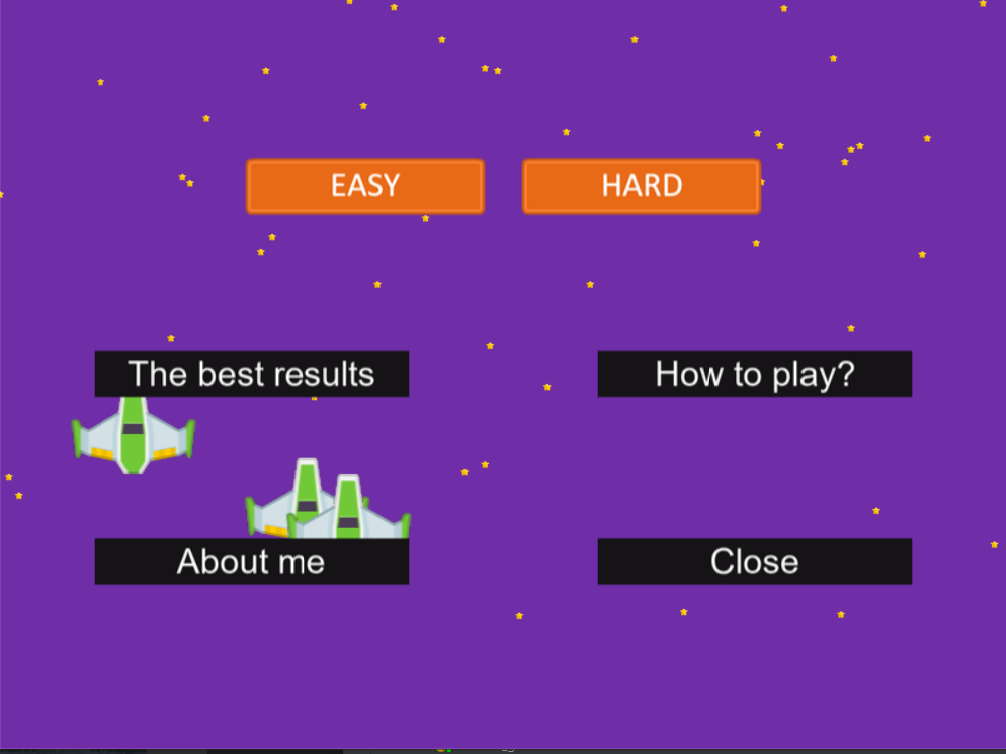 EASY
HARD
The best results
How to play?
About me
Close